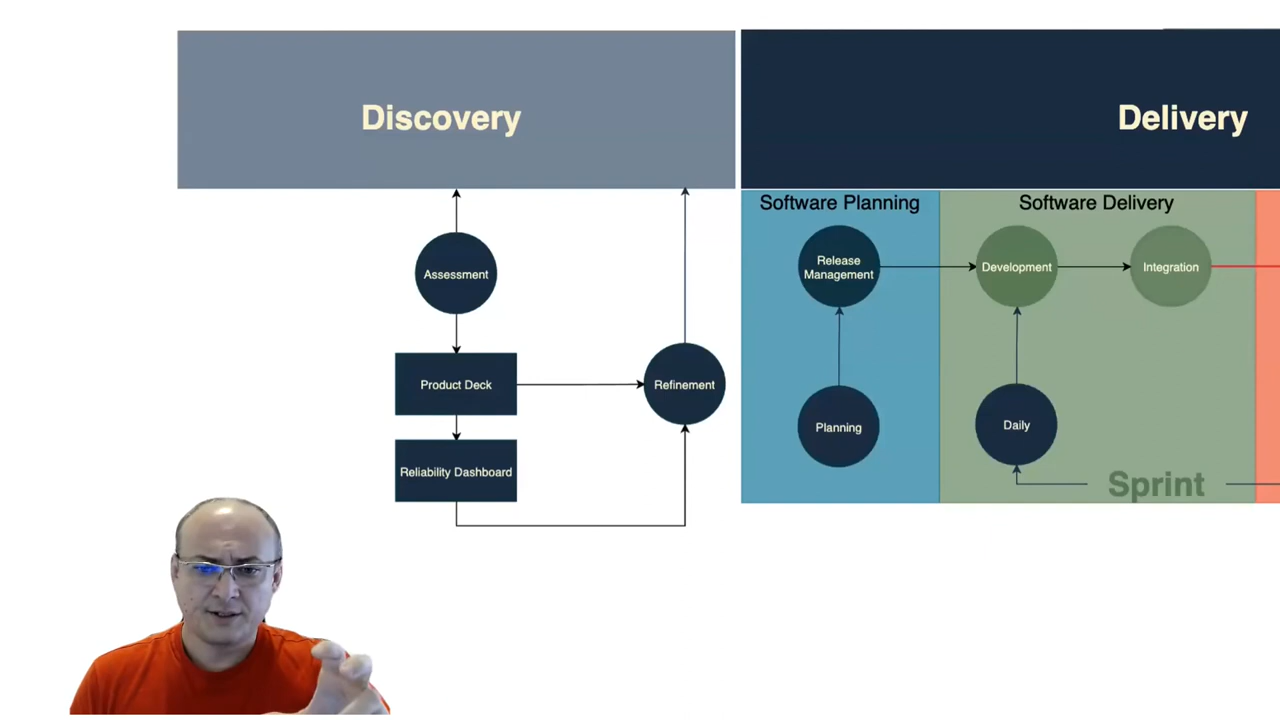 Discovery
Delivery
Software Planning
Software Delivery
Assessment
Release
Management
Development
Integration
Product Deck
Refinement
Planning
Daily
Reliability Dashboard
Sprint